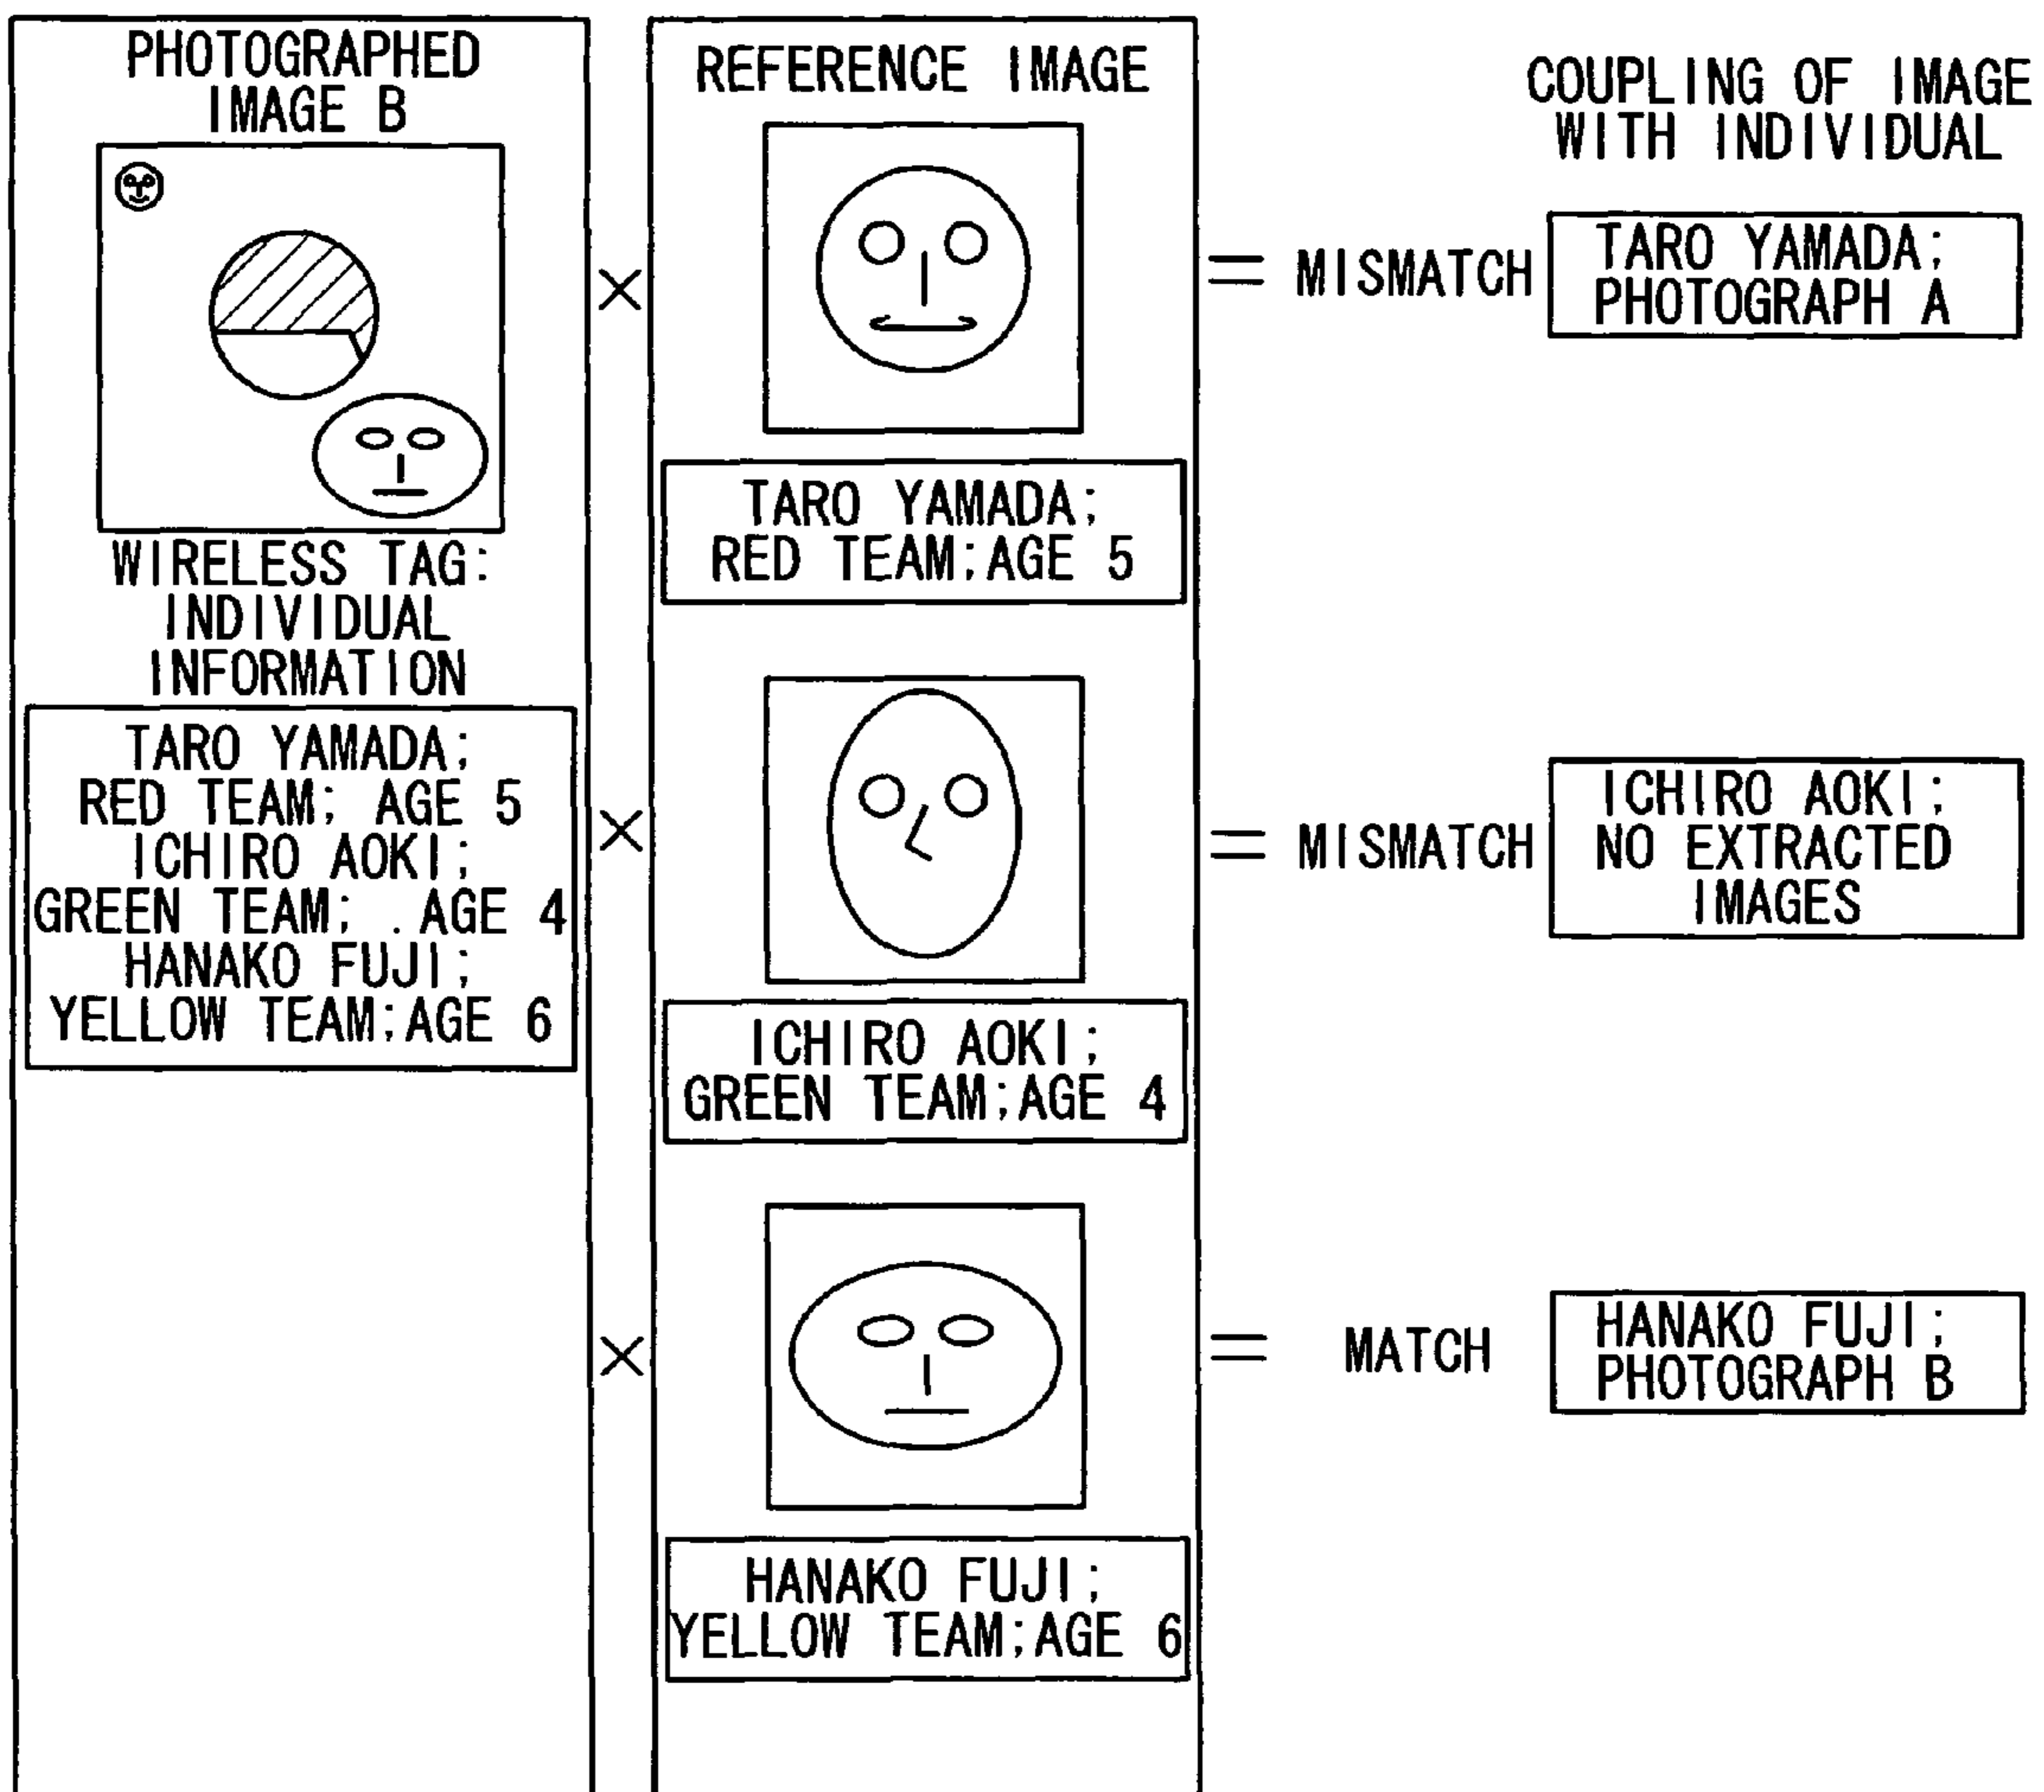 PHOTOGRAPHED
IMAGE B
WIRELESS TAG:
INDIVIDUAL
INFORMATION
TARO YAMADA;
RED TEAM; AGE 5
ICHIRO AOKI;
GREEN TEAM; . AGE 4
HANAKO FUJI;
YELLOW TEAM;AGE 6
×
×
×
REFERENCE IMAGE
TARO YAMADA;
RED TEAM;AGE 5
ICHIRO AOKI;
GREEN TEAM;AGE 4
HANAKO FUJI;
YELLOW TEAM;AGE 6
= MISMATCH
= MISMATCH
= MATCH
COUPLING OF IMAGE
WITH INDIVIDUAL
TARO YAMADA;
PHOTOGRAPH A
ICHIRO AOKI;
NO EXTRACTED
IMAGES
HANAKO FUJI;
PHOTOGRAPH B